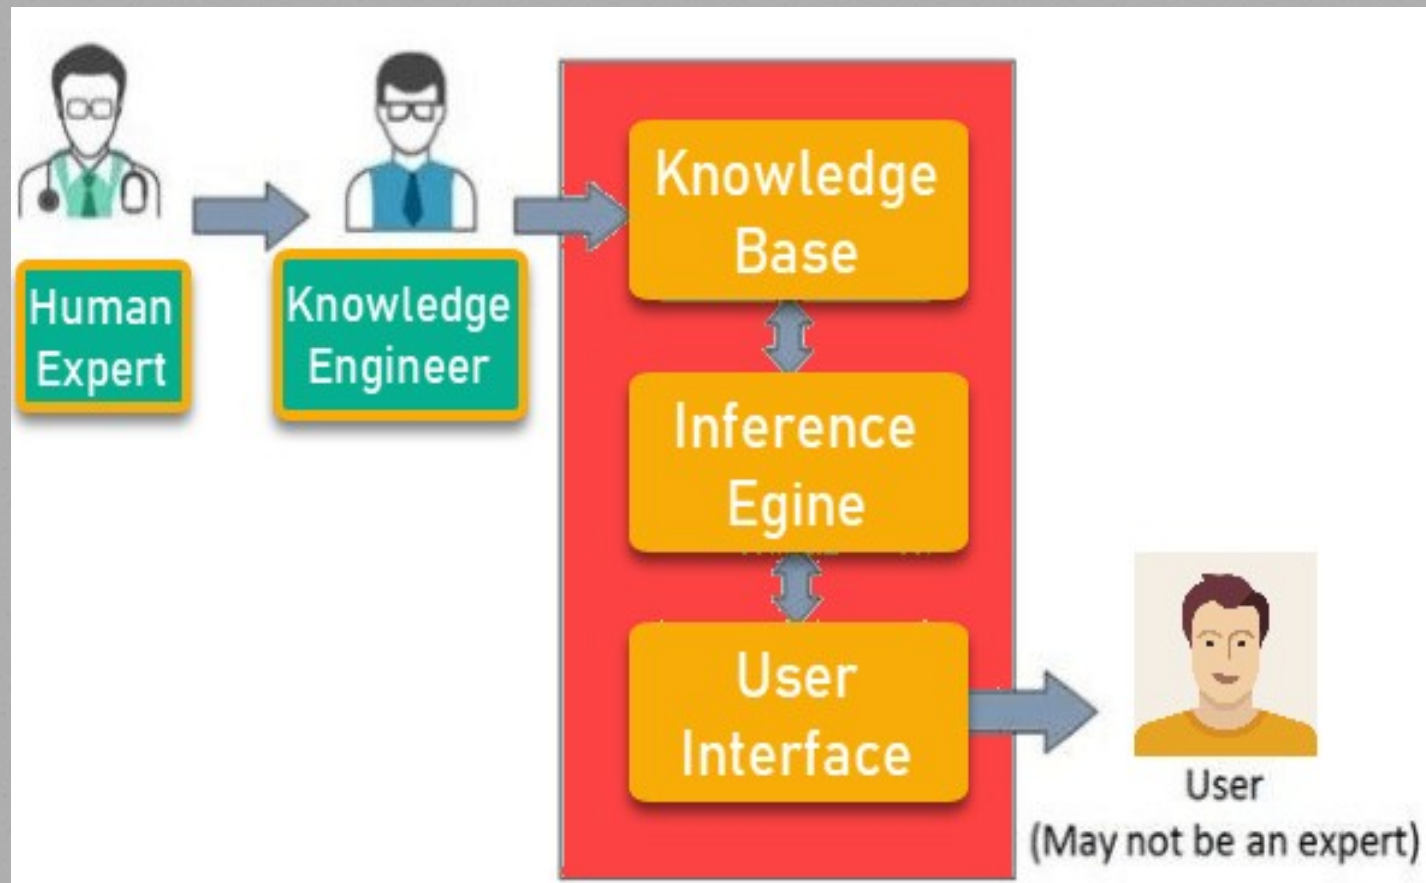 Human
Expert
Knowledge
Engineer
Knowledge
Base
Inference
Egine
User
Interface
User
(May not be an expert)